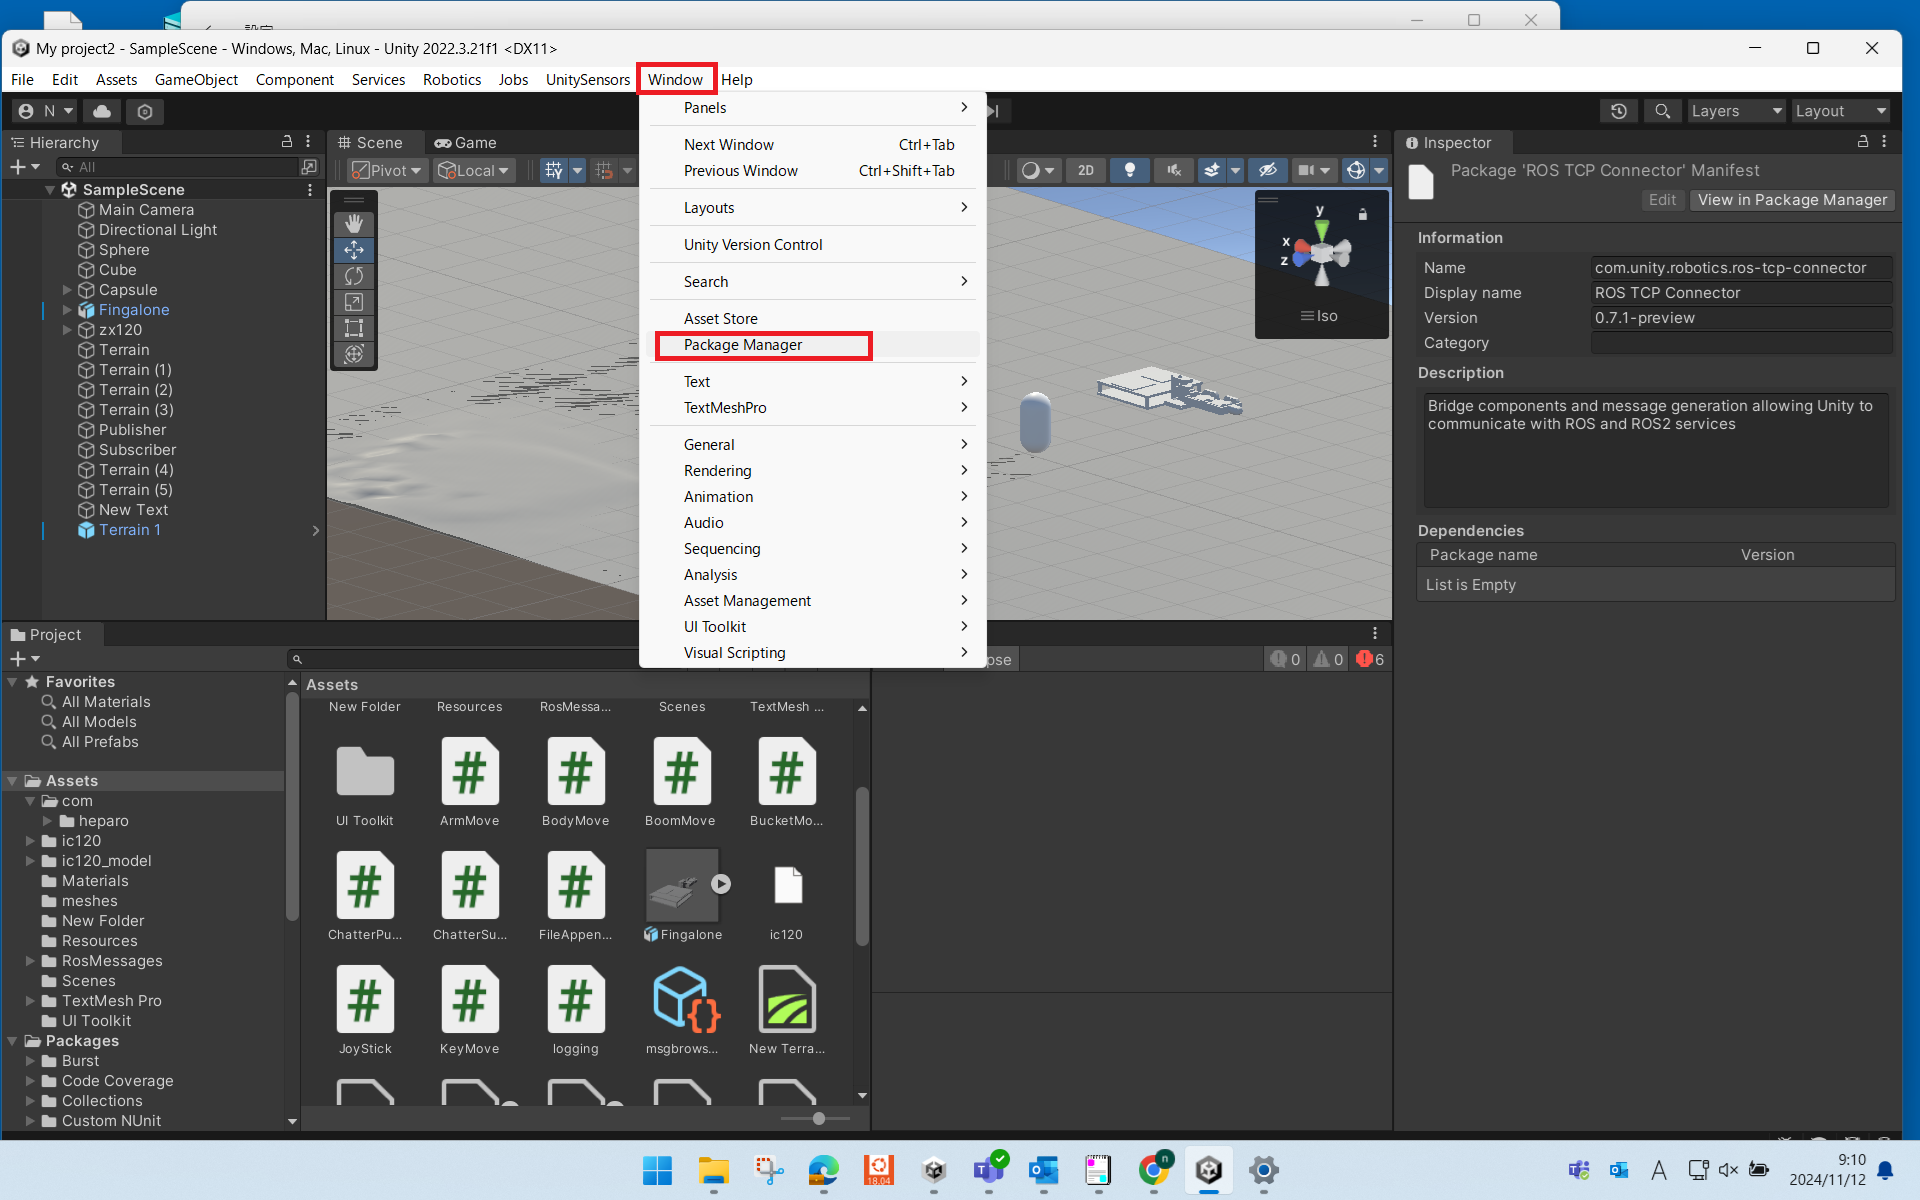 My project2 - SampleScene - Windows, Mac, Linux - Unity 2022.3.21f1 <DX11>
File Edit Assets GameObject Component Services Robotics Jobs UnitySensors Window Help
N
Layers
Layout
Hierarchy
All
SampleScene
Main Camera
Directional Light
Sphere
Cube
Capsule
Fingalone
zx120
Terrain
Terrain (1)
Terrain (2)
Terrain (3)
Publisher
Subscriber
Terrain (4)
Terrain (5)
New Text
Terrain 1
Scene
Game
Pivot
Local
2D
y
x
z
Iso
Panels
Next Window Ctrl+Tab
Previous Window Ctrl+Shift+Tab
Layouts
Unity Version Control
Search
Asset Store
Package Manager
Text
TextMeshPro
General
Rendering
Animation
Audio
Sequencing
Analysis
Asset Management
UI Toolkit
Visual Scripting
Inspector
Package 'ROS TCP Connector' Manifest
Edit
View in Package Manager
Information
Name com.unity.robotics.ros-tcp-connector
Display name ROS TCP Connector
Version 0.7.1-preview
Category
Description
Bridge components and message generation allowing Unity to
communicate with ROS and ROS2 services
Dependencies
Package name Version
List is Empty
Project
Favorites
All Materials
All Models
All Prefabs
Assets
com
heparo
ic120
ic120_model
Materials
meshes
New Folder
Resources
RosMessages
Scenes
TextMesh Pro
UI Toolkit
Packages
Burst
Code Coverage
Collections
Custom NUnit
Assets
New Folder Resources RosMessa... Scenes TextMesh ...
UI Toolkit ArmMove BodyMove BoomMove BucketMo...
ChatterPu... ChatterSu... FileAppen... Fingalone ic120
JoyStick KeyMove logging msgbrows... New Terra...
pse
0
0
6
18.04
n
A
9:10
2024/11/12